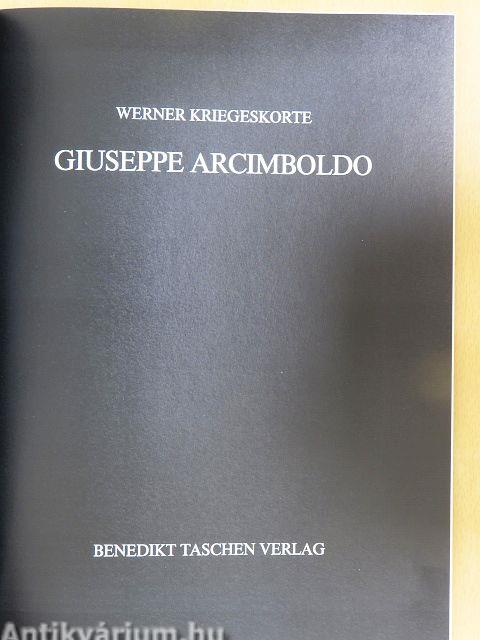 WERNER KRIEGESKORTE
GIUSEPPE ARCIMBOLDO
BENEDIKT TASCHEN VERLAG
Antikvárium.hu